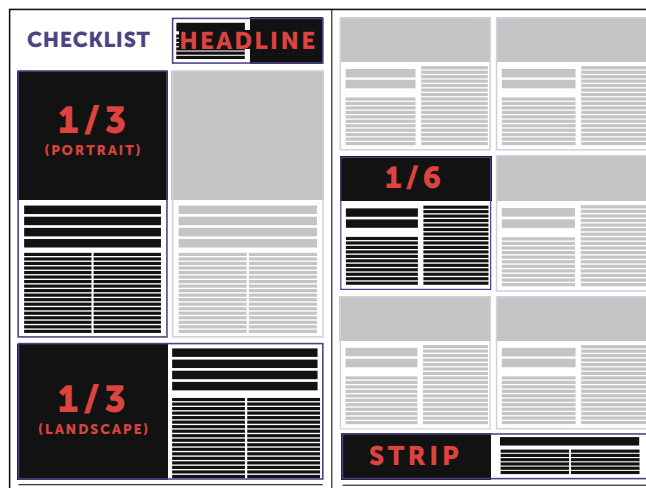 CHECKLIST
HEADLINE
1/3
(PORTRAIT)
1/3
(LANDSCAPE)
1/6
STRIP